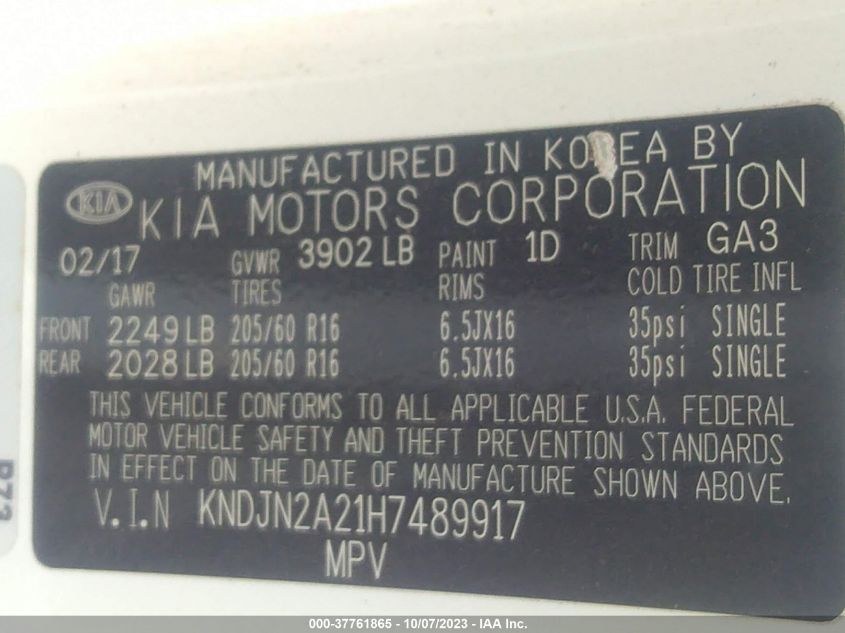 MANUFACTURED IN KOREA BY
KIA KIA MOTORS CORPORATION
02/17 GVWR 3902 LB PAINT 1D TRIM GA3
GAWR TIRES RIMS COLD TIRE INFL
FRONT 2249 LB 205/60 R16 6.5JX16 35psi SINGLE
REAR 2028 LB 205/60 R16 6.5JX16 35psi SINGLE
THIS VEHICLE CONFORMS TO ALL APPLICABLE U.S.A. FEDERAL
MOTOR VEHICLE SAFETY AND THEFT PREVENTION STANDARDS
IN EFFECT ON THE DATE OF MANUFACTURE SHOWN ABOVE.
V.I.N KNDJN2A21H7489917
MPV
000-37761865 - 10/07/2023 - IAA Inc.